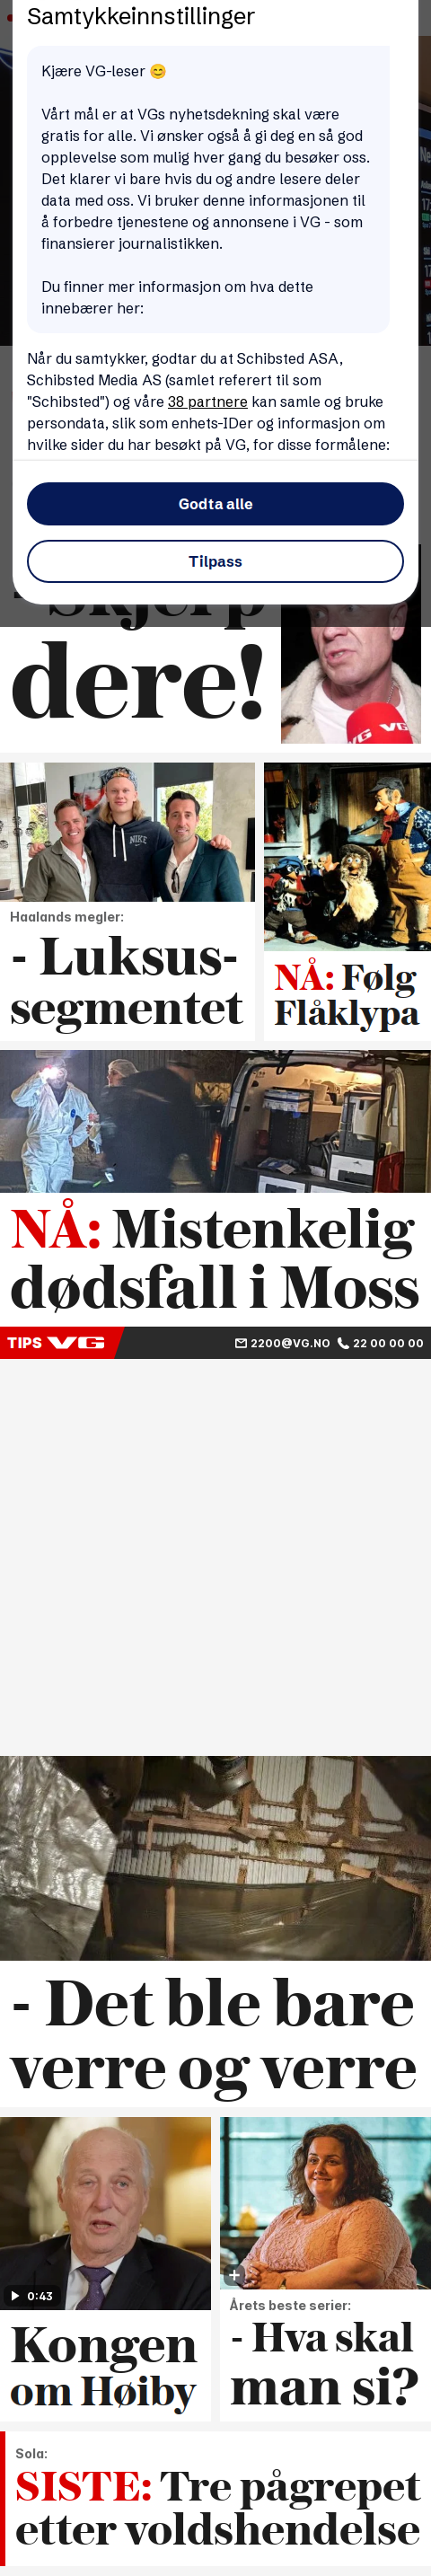 Samtykkeinnstillinger
Kjære VG-leser 😊
Vårt mål er at VGs nyhetsdekning skal være
gratis for alle. Vi ønsker også å gi deg en så god
opplevelse som mulig hver gang du besøker oss.
Det klarer vi bare hvis du og andre lesere deler
data med oss. Vi bruker denne informasjonen til
å forbedre tjenestene og annonsene i VG - som
finansierer journalistikken.
Du finner mer informasjon om hva dette
innebærer her:
Når du samtykker, godtar du at Schibsted ASA,
Schibsted Media AS (samlet referert til som
"Schibsted") og våre 38 partnere kan samle og bruke
persondata, slik som enhets-IDer og informasjon om
hvilke sider du har besøkt på VG, for disse formålene:
Godta alle
Tilpass
- Skjerp
dere!
VG VG
Haalands megler:
- Luksus-
segmentet
NÅ: Følg
Flåklypa
NÅ: Mistenkelig
dødsfall i Moss
TIPS VG 2200@VG.NO 22 00 00 00
- Det ble bare
verre og verre
0:43
Kongen
om Høiby
Årets beste serier:
- Hva skal
man si?
Sola:
SISTE: Tre pågrepet
etter voldshendelse